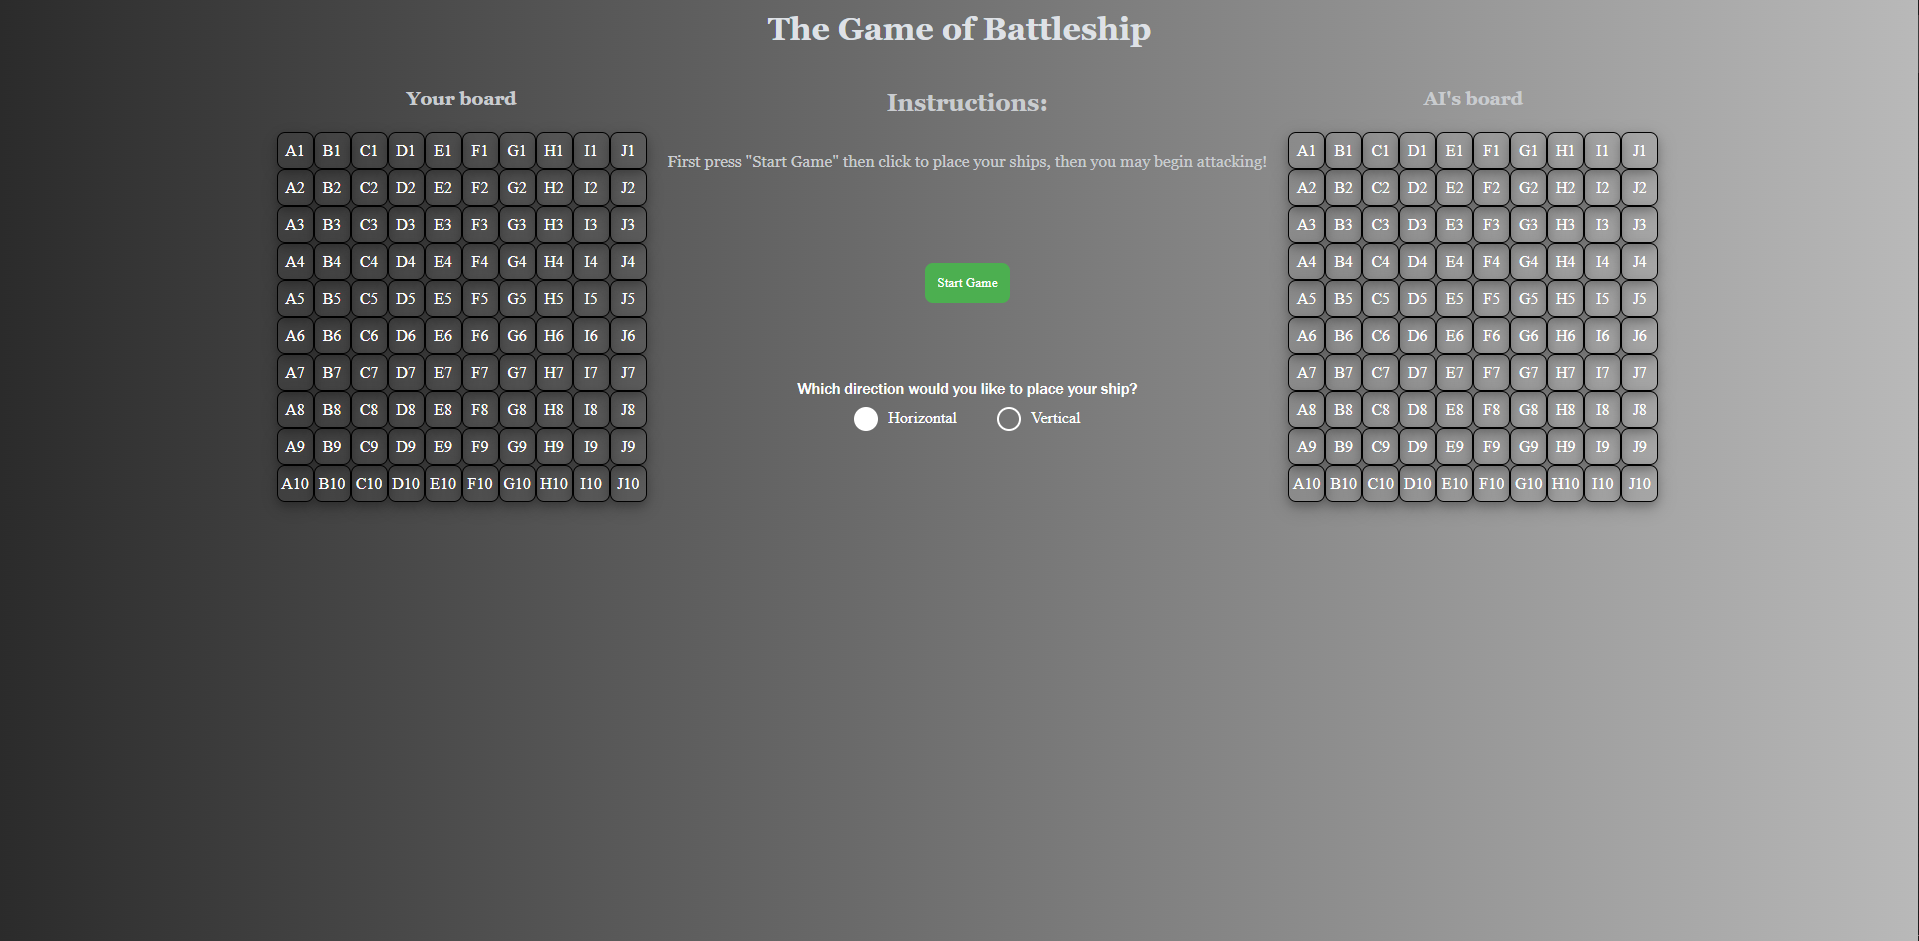 The Game of Battleship
Your board
A1 B1 C1 D1 E1 F1 G1 H1 I1 J1
A2 B2 C2 D2 E2 F2 G2 H2 I2 J2
A3 B3 C3 D3 E3 F3 G3 H3 I3 J3
A4 B4 C4 D4 E4 F4 G4 H4 I4 J4
A5 B5 C5 D5 E5 F5 G5 H5 I5 J5
A6 B6 C6 D6 E6 F6 G6 H6 I6 J6
A7 B7 C7 D7 E7 F7 G7 H7 I7 J7
A8 B8 C8 D8 E8 F8 G8 H8 I8 J8
A9 B9 C9 D9 E9 F9 G9 H9 I9 J9
A10 B10 C10 D10 E10 F10 G10 H10 I10 J10
Instructions:
First press "Start Game" then click to place your ships, then you may begin attacking!
Start Game
Which direction would you like to place your ship?
Horizontal Vertical
AI's board
A1 B1 C1 D1 E1 F1 G1 H1 I1 J1
A2 B2 C2 D2 E2 F2 G2 H2 I2 J2
A3 B3 C3 D3 E3 F3 G3 H3 I3 J3
A4 B4 C4 D4 E4 F4 G4 H4 I4 J4
A5 B5 C5 D5 E5 F5 G5 H5 I5 J5
A6 B6 C6 D6 E6 F6 G6 H6 I6 J6
A7 B7 C7 D7 E7 F7 G7 H7 I7 J7
A8 B8 C8 D8 E8 F8 G8 H8 I8 J8
A9 B9 C9 D9 E9 F9 G9 H9 I9 J9
A10 B10 C10 D10 E10 F10 G10 H10 I10 J10